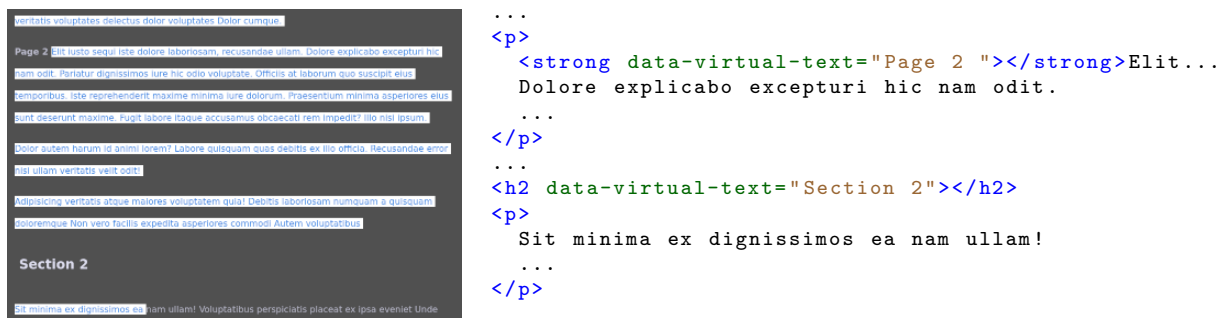 veritatis voluptates delectus dolor voluptates Dolor cumque.
Page 2 Elit iusto sequi iste dolore laboriosam, recusandae ullam. Dolore explicabo excepturi hic
nam odit. Pariatur dignissimos iure hic odio voluptate. Officiis at laborum quo suscipit eius
temporibus. Iste reprehenderit maxime minima iure dolorum. Praesentium minima asperiores eius
sunt deserunt maxime. Fugit labore itaque accusamus obcaecati rem impedit? Illo nisi ipsum.
Dolor autem harum id animi lorem? Labore quisquam quas debitis ex illo officia. Recusandae error
nisi ullam veritatis velit odit!
Adipisicing veritatis atque maiores voluptatem quia! Debitis laboriosam numquam a quisquam
doloremque Non vero facilis expedita asperiores commodi Autem voluptatibus
Section 2
Sit minima ex dignissimos ea nam ullam! Voluptatibus perspiciatis placeat ex ipsa eveniet Unde
...
<p>
<strong data-virtual-text="Page 2 "></strong>Elit...
Dolore explicabo excepturi hic nam odit.
...
</p>
...
<h2 data-virtual-text="Section 2"></h2>
<p>
Sit minima ex dignissimos ea nam ullam!
...
</p>